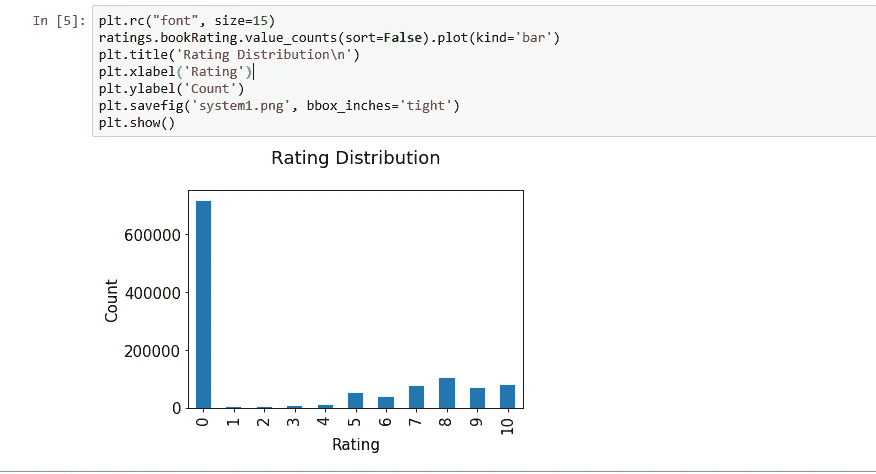 In [5]: plt.rc("font", size=15)
ratings.bookRating.value_counts(sort=False).plot(kind='bar')
plt.title('Rating Distribution\n')
plt.xlabel('Rating')
plt.ylabel('Count')
plt.savefig('system1.png', bbox_inches='tight')
plt.show()
Rating Distribution
600000
400000
200000
0
Count
0 1 2 3 4 5 6 7 8 9 10
Rating